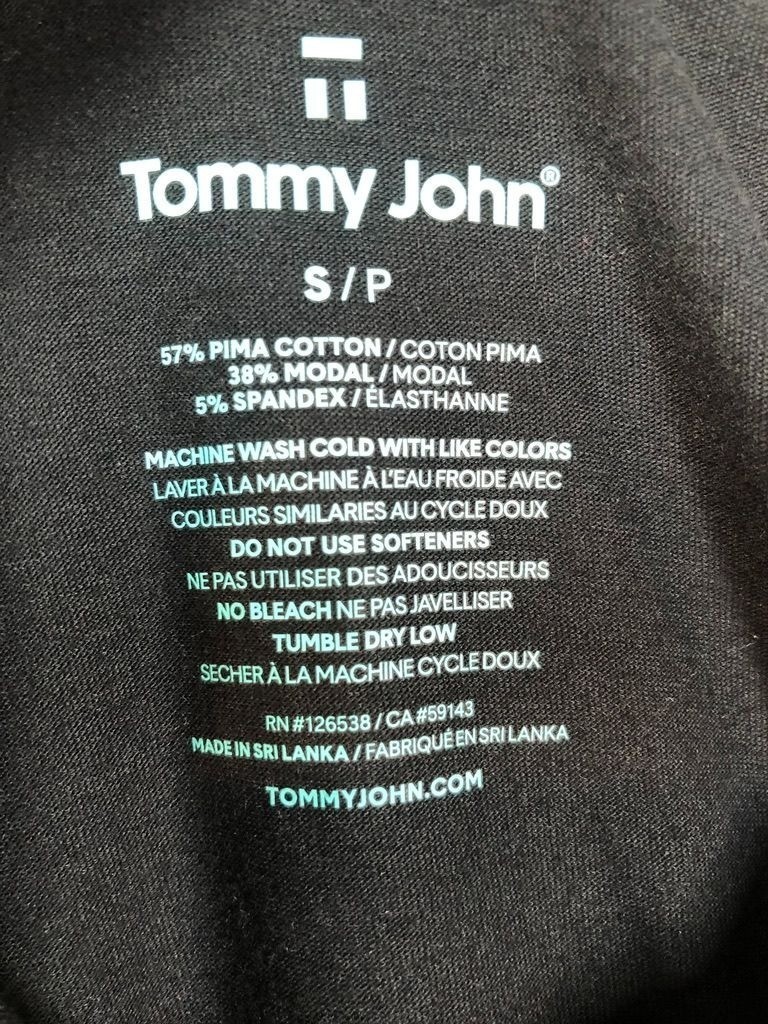 Tommy John®
S / P
57% PIMA COTTON / COTON PIMA
38% MODAL / MODAL
5% SPANDEX / ÉLASTHANNE
MACHINE WASH COLD WITH LIKE COLORS
LAVER À LA MACHINE À L'EAU FROIDE AVEC
COULEURS SIMILARIES AU CYCLE DOUX
DO NOT USE SOFTENERS
NE PAS UTILISER DES ADOUCISSEURS
NO BLEACH NE PAS JAVELLISER
TUMBLE DRY LOW
SECHER À LA MACHINE CYCLE DOUX
RN #126538 / CA #59143
MADE IN SRI LANKA / FABRIQUÉ EN SRI LANKA
TOMMYJOHN.COM